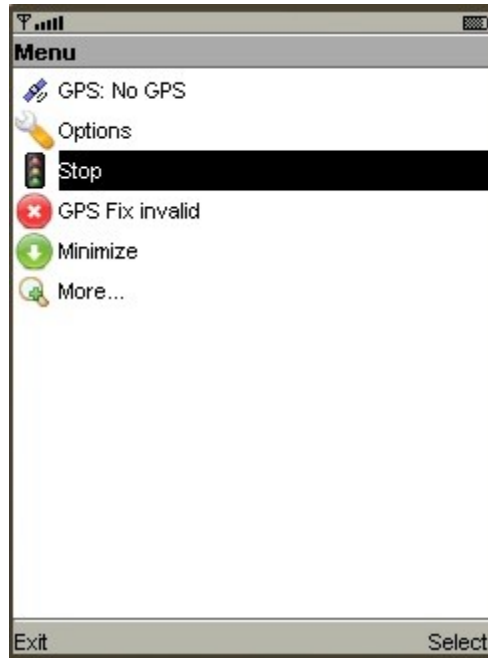 Menu
GPS: No GPS
Options
Stop
GPS Fix invalid
Minimize
More...
Exit Select